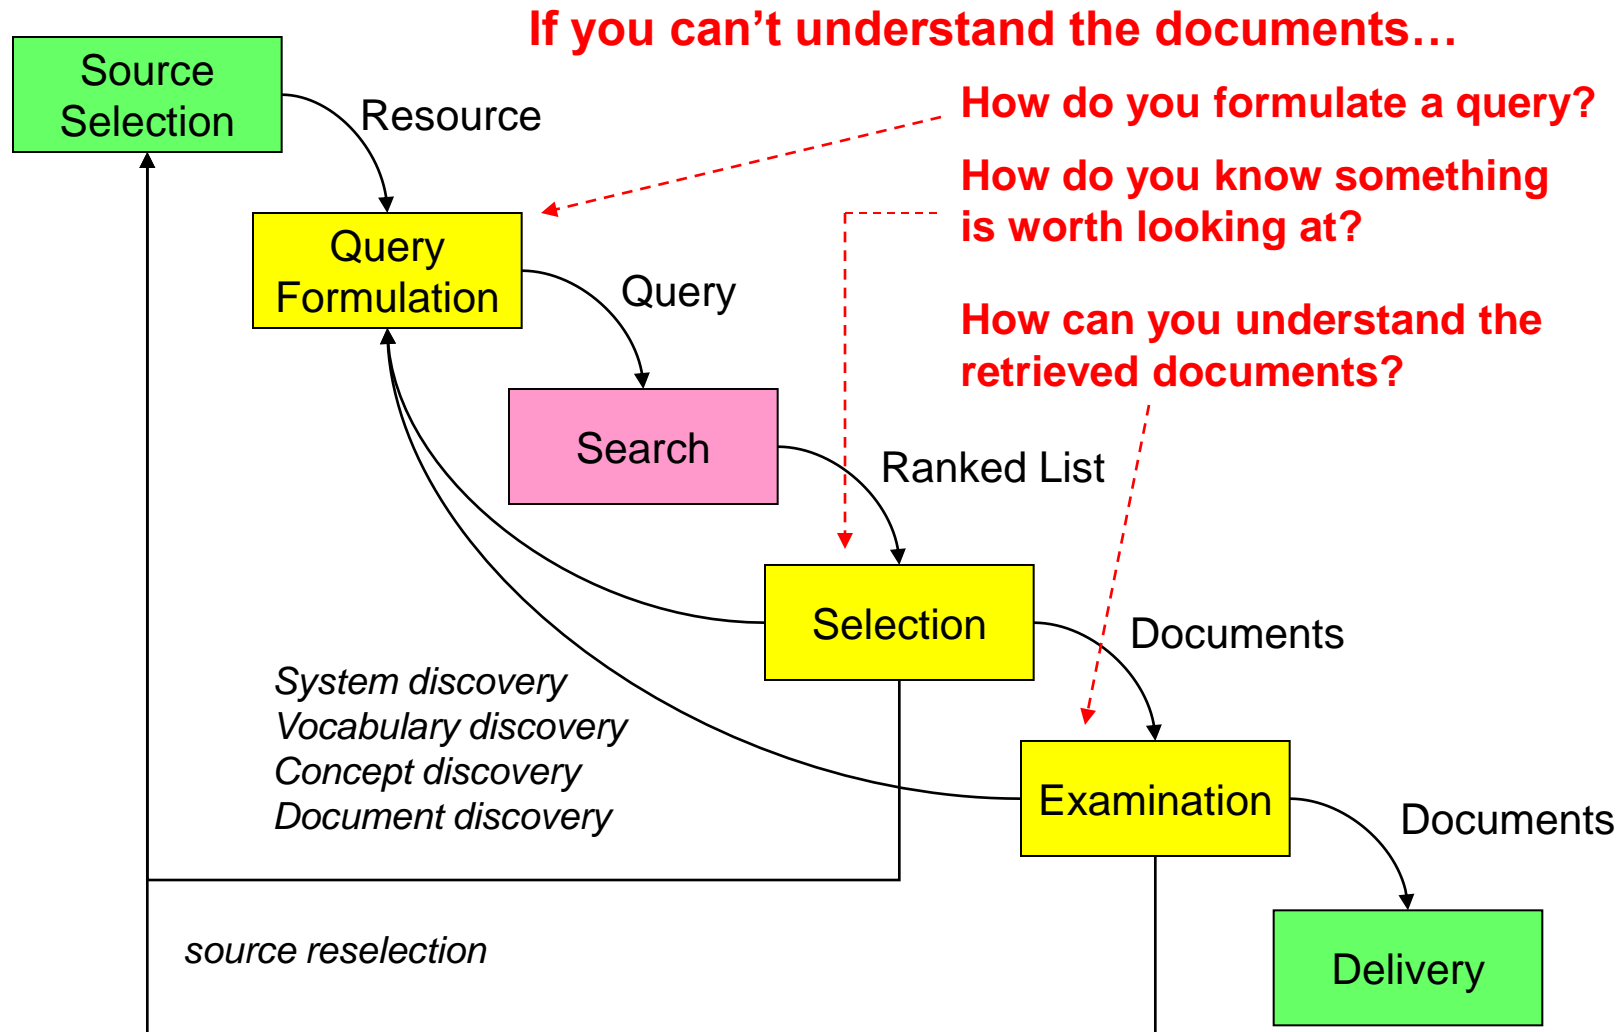 If you can’t understand the documents…
Source
Selection
Resource
How do you formulate a query?
How do you know something
is worth looking at?
Query
Formulation
Query
How can you understand the
retrieved documents?
Search
Ranked List
Selection
Documents
System discovery
Vocabulary discovery
Concept discovery
Document discovery
Examination
Documents
source reselection
Delivery